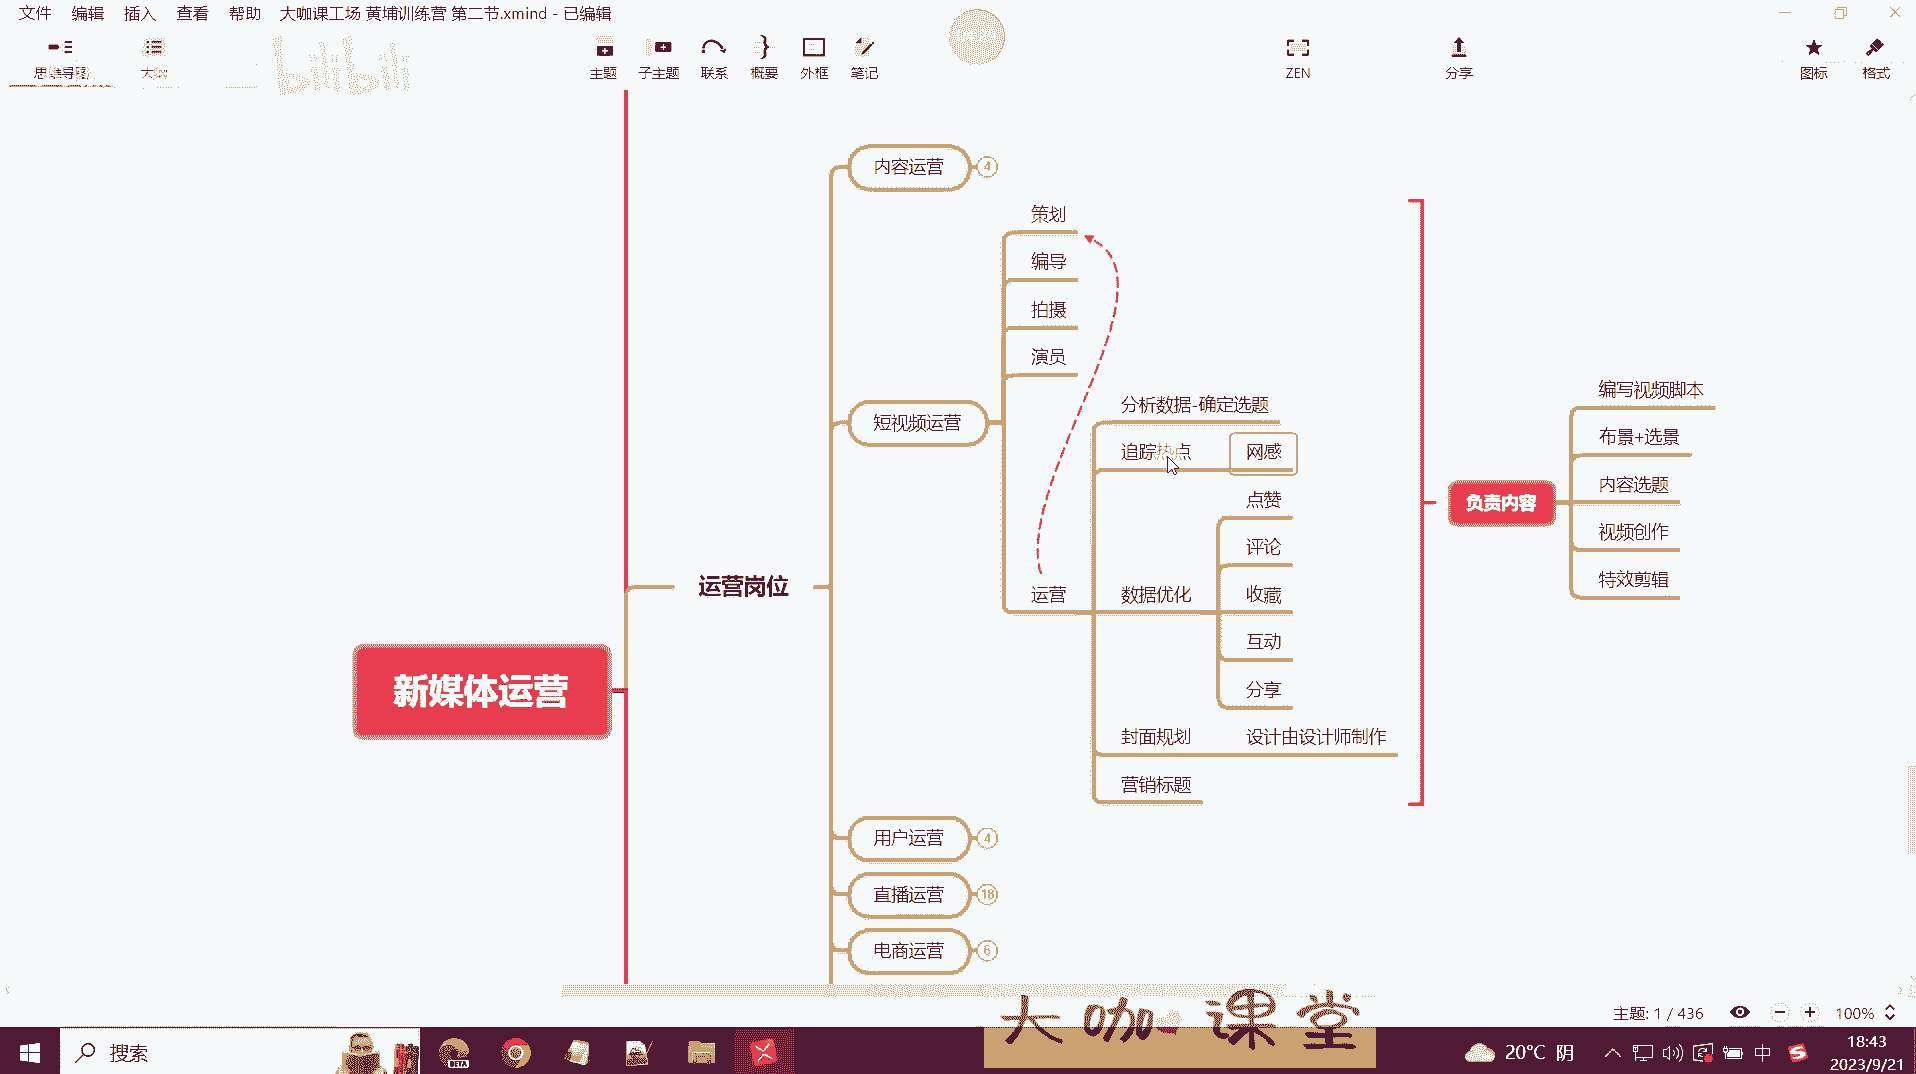 文件 编辑 插入 查看 帮助 大咖课工场 黄埔训练营 第二节.xmind - 已编辑
思维导图 大纲 主题 子主题 联系 概要 外框 笔记 ZEN 分享 图标 格式
bilibili
内容运营 4
策划
编导
拍摄
演员
短视频运营
分析数据-确定选题
追踪热点 网感
点赞
评论
运营 数据优化 收藏
互动
分享
封面规划 设计由设计师制作
营销标题
编写视频脚本
布景+选景
内容选题
负责内容
视频创作
特效剪辑
运营岗位
新媒体运营
用户运营 4
直播运营 18
电商运营 6
大咖课堂
主题: 1 / 436 100%
搜索
BETA
20°C 阴
中
18:43
2023/9/21